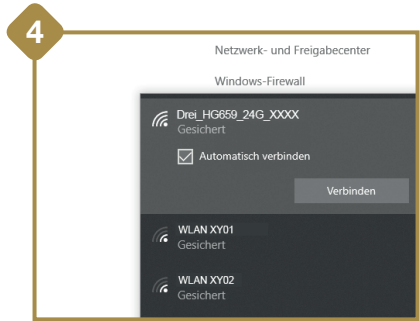 4
Netzwerk- und Freigabecenter
Windows-Firewall
Drei_HG659_24G_XXXX
Gesichert
Automatisch verbinden
Verbinden
WLAN XY01
Gesichert
WLAN XY02
Gesichert